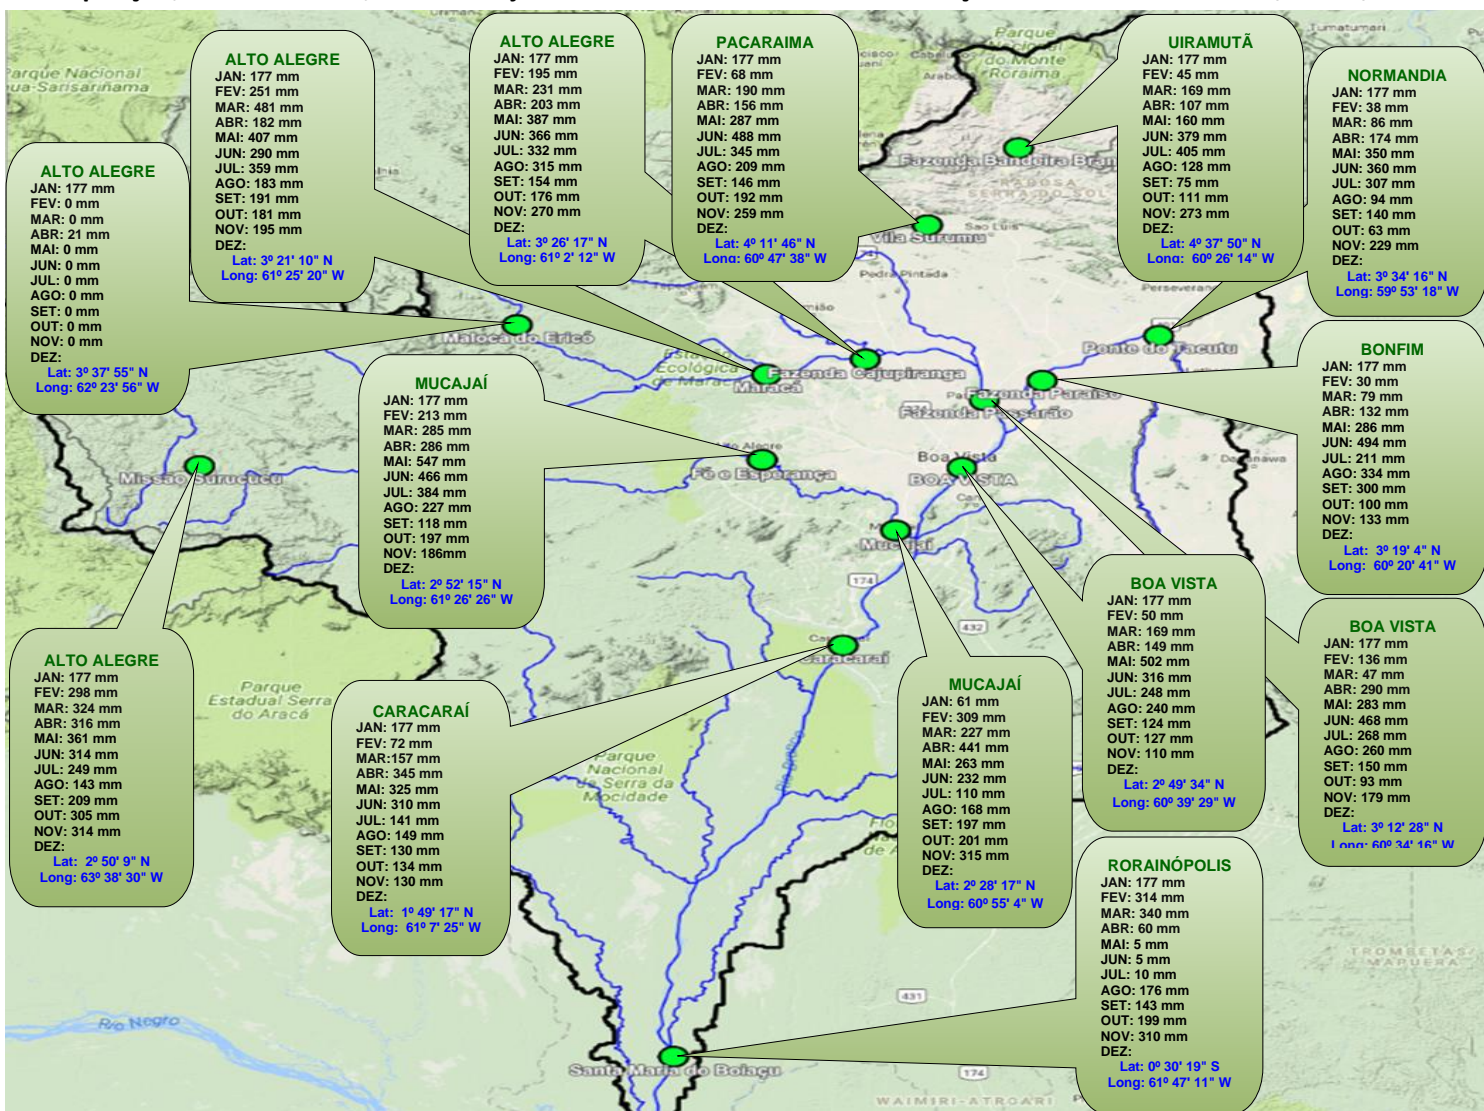 ALTO ALEGRE
JAN: 177 mm
FEV: 251 mm
MAR: 481 mm
ABR: 182 mm
MAI: 407 mm
JUN: 290 mm
JUL: 359 mm
AGO: 183 mm
SET: 191 mm
OUT: 181 mm
NOV: 195 mm
DEZ:
Lat: 3º 21' 10" N
Long: 61º 25' 20" W
ALTO ALEGRE
JAN: 177 mm
FEV: 195 mm
MAR: 231 mm
ABR: 203 mm
MAI: 387 mm
JUN: 366 mm
JUL: 332 mm
AGO: 315 mm
SET: 154 mm
OUT: 176 mm
NOV: 270 mm
DEZ:
Lat: 3º 26' 17" N
Long: 61º 2' 12" W
PACARAIMA
JAN: 177 mm
FEV: 68 mm
MAR: 190 mm
ABR: 156 mm
MAI: 287 mm
JUN: 488 mm
JUL: 345 mm
AGO: 209 mm
SET: 146 mm
OUT: 192 mm
NOV: 259 mm
DEZ:
Lat: 4º 11' 46" N
Long: 60º 47' 38" W
UIRAMUTÃ
JAN: 177 mm
FEV: 45 mm
MAR: 169 mm
ABR: 107 mm
MAI: 160 mm
JUN: 379 mm
JUL: 405 mm
AGO: 128 mm
SET: 75 mm
OUT: 111 mm
NOV: 273 mm
DEZ:
Lat: 4º 37' 50" N
Long: 60º 26' 14" W
NORMANDIA
JAN: 177 mm
FEV: 38 mm
MAR: 86 mm
ABR: 174 mm
MAI: 350 mm
JUN: 360 mm
JUL: 307 mm
AGO: 94 mm
SET: 140 mm
OUT: 63 mm
NOV: 229 mm
DEZ:
Lat: 3º 34' 16" N
Long: 59º 53' 18" W
ALTO ALEGRE
JAN: 177 mm
FEV: 0 mm
MAR: 0 mm
ABR: 21 mm
MAI: 0 mm
JUN: 0 mm
JUL: 0 mm
AGO: 0 mm
SET: 0 mm
OUT: 0 mm
NOV: 0 mm
DEZ:
Lat: 3º 37' 55" N
Long: 62º 23' 56" W
MUCAJAÍ
JAN: 177 mm
FEV: 213 mm
MAR: 285 mm
ABR: 286 mm
MAI: 547 mm
JUN: 466 mm
JUL: 384 mm
AGO: 227 mm
SET: 118 mm
OUT: 197 mm
NOV: 186mm
DEZ:
Lat: 2º 52' 15" N
Long: 61º 26' 26" W
BONFIM
JAN: 177 mm
FEV: 30 mm
MAR: 79 mm
ABR: 132 mm
MAI: 286 mm
JUN: 494 mm
JUL: 211 mm
AGO: 334 mm
SET: 300 mm
OUT: 100 mm
NOV: 133 mm
DEZ:
Lat: 3º 19' 4" N
Long: 60º 20' 41" W
ALTO ALEGRE
JAN: 177 mm
FEV: 298 mm
MAR: 324 mm
ABR: 316 mm
MAI: 361 mm
JUN: 314 mm
JUL: 249 mm
AGO: 143 mm
SET: 209 mm
OUT: 305 mm
NOV: 314 mm
DEZ:
Lat: 2º 50' 9" N
Long: 63º 38' 30" W
CARACARAÍ
JAN: 177 mm
FEV: 72 mm
MAR:157 mm
ABR: 345 mm
MAI: 325 mm
JUN: 310 mm
JUL: 141 mm
AGO: 149 mm
SET: 130 mm
OUT: 134 mm
NOV: 130 mm
DEZ:
Lat: 1º 49' 17" N
Long: 61º 7' 25" W
MUCAJAÍ
JAN: 61 mm
FEV: 309 mm
MAR: 227 mm
ABR: 441 mm
MAI: 263 mm
JUN: 232 mm
JUL: 110 mm
AGO: 168 mm
SET: 197 mm
OUT: 201 mm
NOV: 315 mm
DEZ:
Lat: 2º 28' 17" N
Long: 60º 55' 4" W
BOA VISTA
JAN: 177 mm
FEV: 50 mm
MAR: 169 mm
ABR: 149 mm
MAI: 502 mm
JUN: 316 mm
JUL: 248 mm
AGO: 240 mm
SET: 124 mm
OUT: 127 mm
NOV: 110 mm
DEZ:
Lat: 2º 49' 34" N
Long: 60º 39' 29" W
BOA VISTA
JAN: 177 mm
FEV: 136 mm
MAR: 47 mm
ABR: 290 mm
MAI: 283 mm
JUN: 468 mm
JUL: 268 mm
AGO: 260 mm
SET: 150 mm
OUT: 93 mm
NOV: 179 mm
DEZ:
Lat: 3º 12' 28" N
Long: 60º 34' 16" W
RORAINÓPOLIS
JAN: 177 mm
FEV: 314 mm
MAR: 340 mm
ABR: 60 mm
MAI: 5 mm
JUN: 5 mm
JUL: 10 mm
AGO: 176 mm
SET: 143 mm
OUT: 199 mm
NOV: 310 mm
DEZ:
Lat: 0º 30' 19" S
Long: 61º 47' 11" W
Parque Nacional
Parque
do Monte
Roraima
Tumatumari
Fazenda Bandeira Bran
RAPOSA
SERRA DO SOL
Vila Surumu
Sao Luis
Pedra Pintada
Perseveranc
Maloca do Ericó
Ponte do Tacutu
Estação
Ecológica
de Maracá
Fazenda Cajupiranga
Maracá
Fazenda Paraíso
Fazenda Passarão
Alto Alegre
Fé e Esperança
Boa Vista
BOA VISTA
Missão Surucucu
Mucajaí
174
432
Caracaraí
Parque
Estadual Serra
do Aracá
Parque
Nacional
da Serra da
Mocidade
Rio Branco
Rio Negro
431
174
Santa Maria do Boiaçu
TROMBETAS-
MAPUERA
WAIMIRI-ATROARI